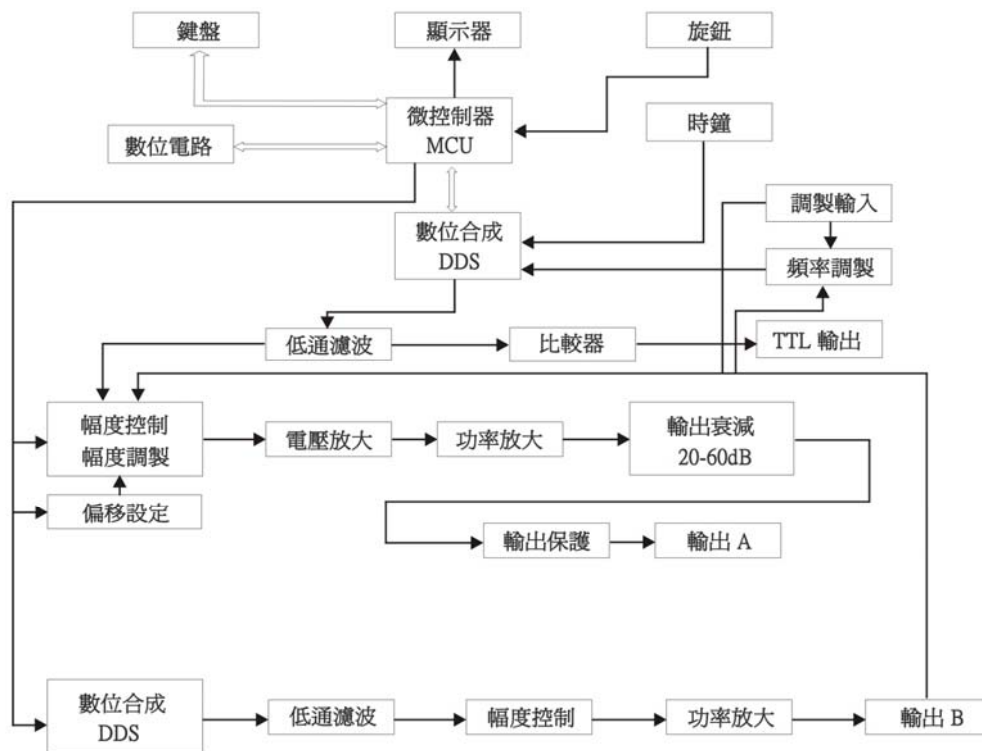 鍵盤
顯示器
旋鈕
微控制器
MCU
時鐘
數位電路
調製輸入
數位合成
DDS
頻率調製
低通濾波
比較器
TTL 輸出
幅度控制
幅度調製
電壓放大
功率放大
輸出衰減
20-60dB
偏移設定
輸出保護
輸出 A
數位合成
DDS
低通濾波
幅度控制
功率放大
輸出 B